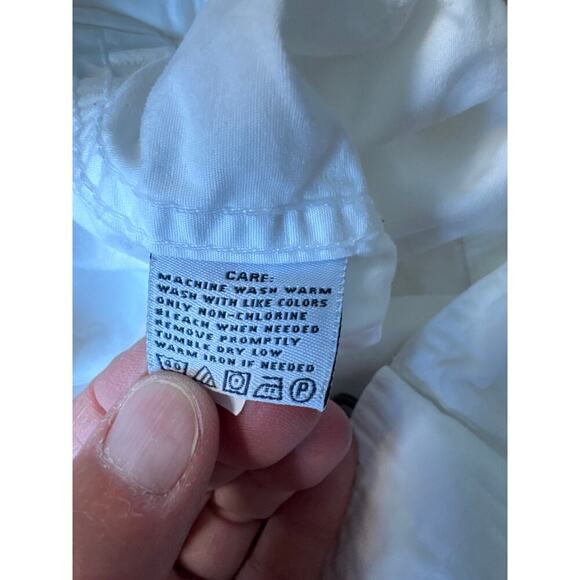 CARE:
MACHINE WASH WARM
WASH WITH LIKE COLORS
ONLY NON-CHLORINE
BLEACH WHEN NEEDED
REMOVE PROMPTLY
TUMBLE DRY LOW
WARM IRON IF NEEDED
40 P